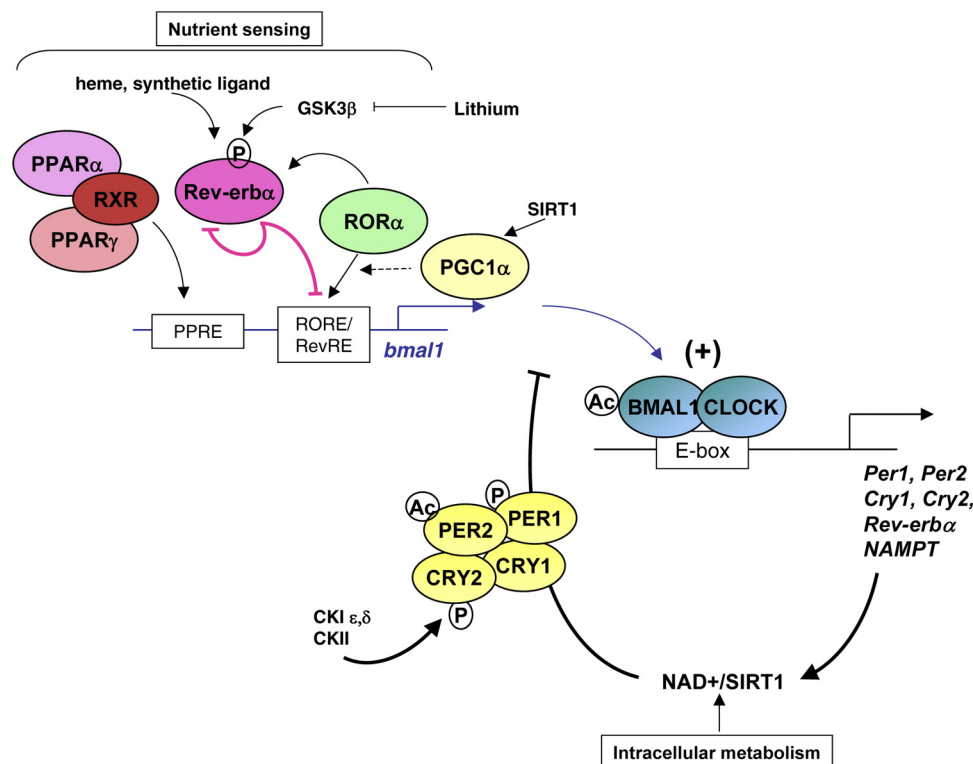 Nutrient sensing
heme, synthetic ligand
GSK3β
Lithium
P
PPARα
RXR
PPARγ
Rev-erbα
RORα
SIRT1
PGC1α
PPRE
RORE/
RevRE
bmal1
(+)
Ac
BMAL1
CLOCK
E-box
Per1, Per2
Cry1, Cry2,
Rev-erbα
NAMPT
Ac
P
PER2
PER1
CRY2
CRY1
P
CKI ε,δ
CKII
NAD+/SIRT1
Intracellular metabolism